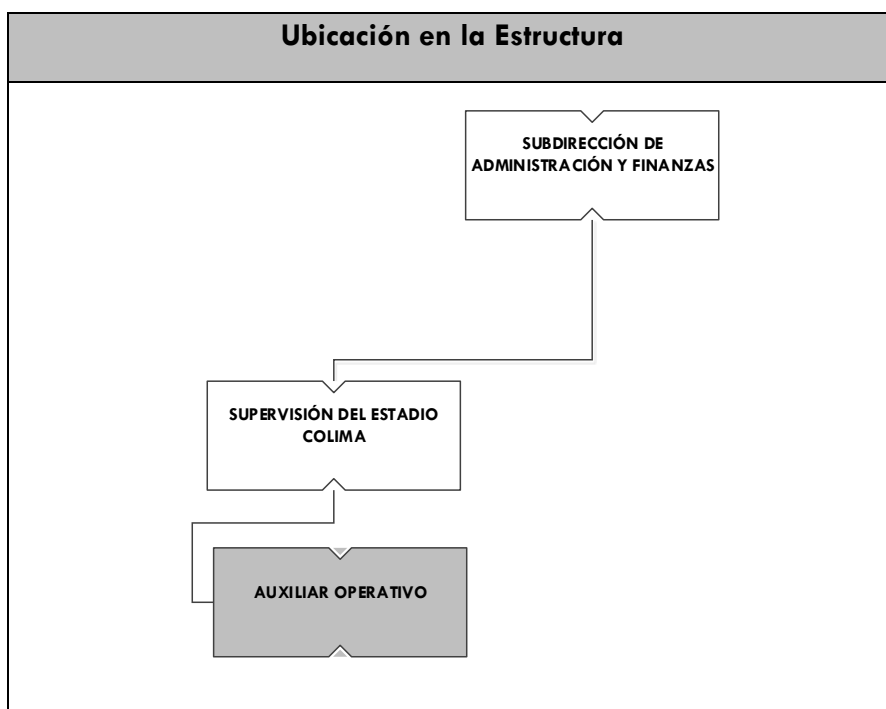 Ubicación en la Estructura
SUBDIRECCIÓN DE
ADMINISTRACIÓN Y FINANZAS
SUPERVISIÓN DEL ESTADIO
COLIMA
AUXILIAR OPERATIVO